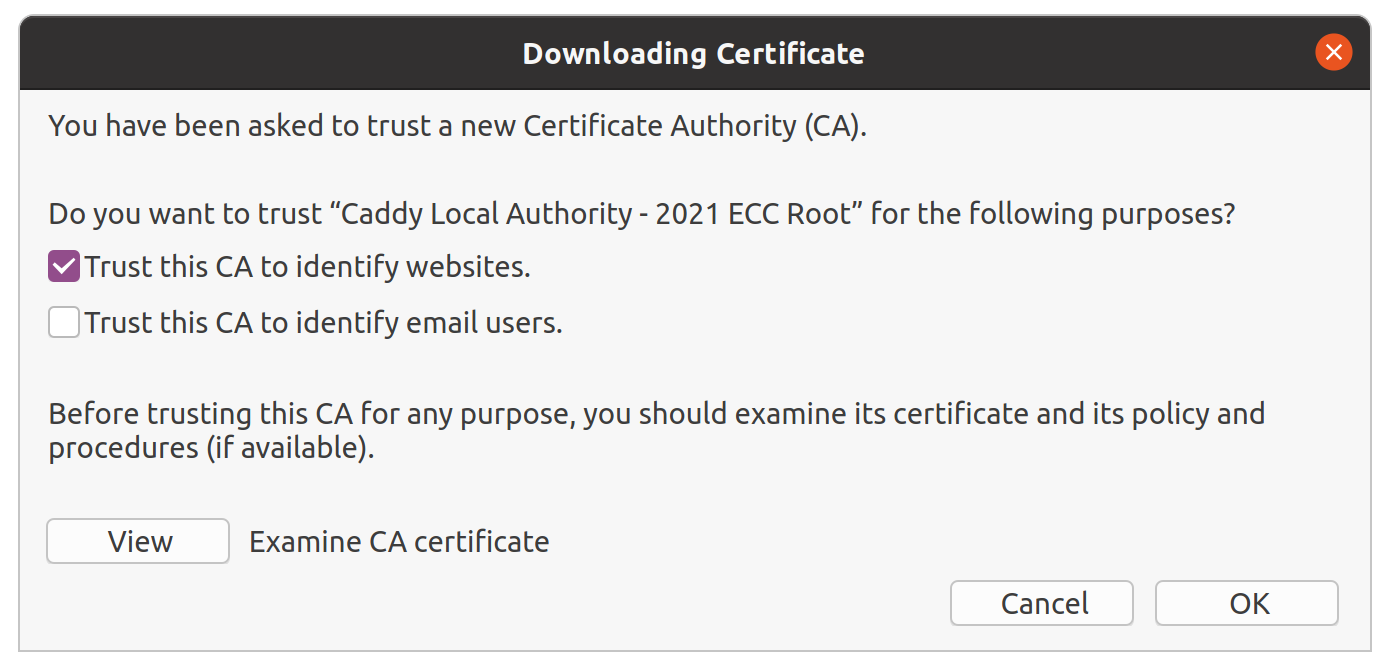 Downloading Certificate
You have been asked to trust a new Certificate Authority (CA).
Do you want to trust “Caddy Local Authority - 2021 ECC Root” for the following purposes?
Trust this CA to identify websites.
Trust this CA to identify email users.
Before trusting this CA for any purpose, you should examine its certificate and its policy and
procedures (if available).
View Examine CA certificate
Cancel OK